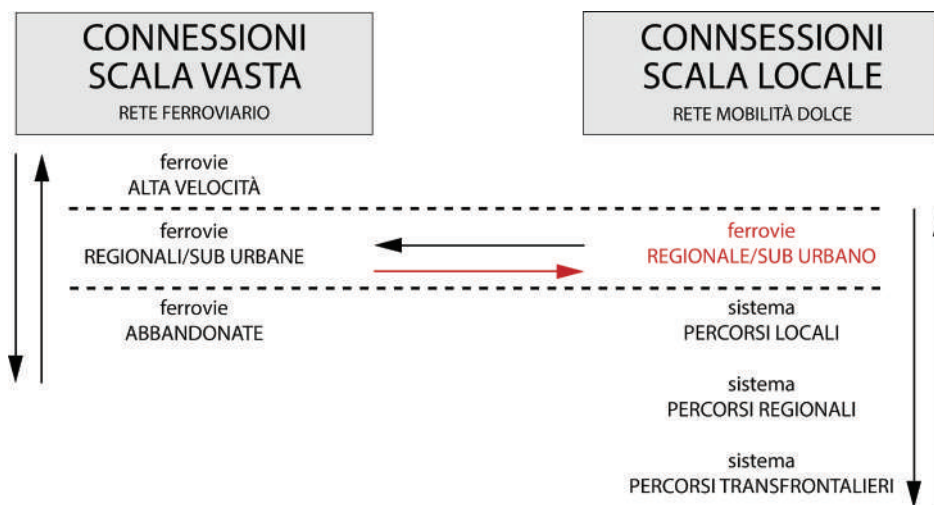 CONNESSIONI
SCALA VASTA
RETE FERROVIARIO
ferrovie
ALTA VELOCITÀ
ferrovie
REGIONALI/SUB URBANE
ferrovie
ABBANDONATE
CONNSESSIONI
SCALA LOCALE
RETE MOBILITÀ DOLCE
ferrovie
REGIONALE/SUB URBANO
sistema
PERCORSI LOCALI
sistema
PERCORSI REGIONALI
sistema
PERCORSI TRANSFRONTALIERI